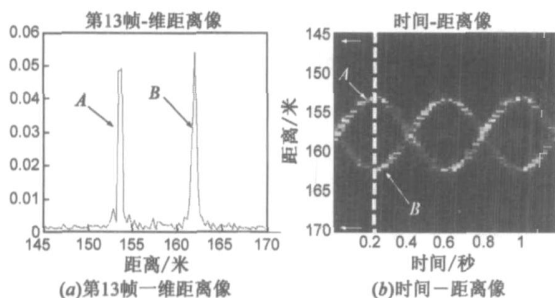 第13帧-维距离像
0.06
0.05
0.04
0.03
0.02
0.01
0
A
B
145 150 155 160 165 170
距离/米
(a)第13帧一维距离像
时间-距离像
145
150
155
160
165
170
距离/米
A
B
0.2 0.4 0.6 0.8 1
时间/秒
(b)时间－距离像